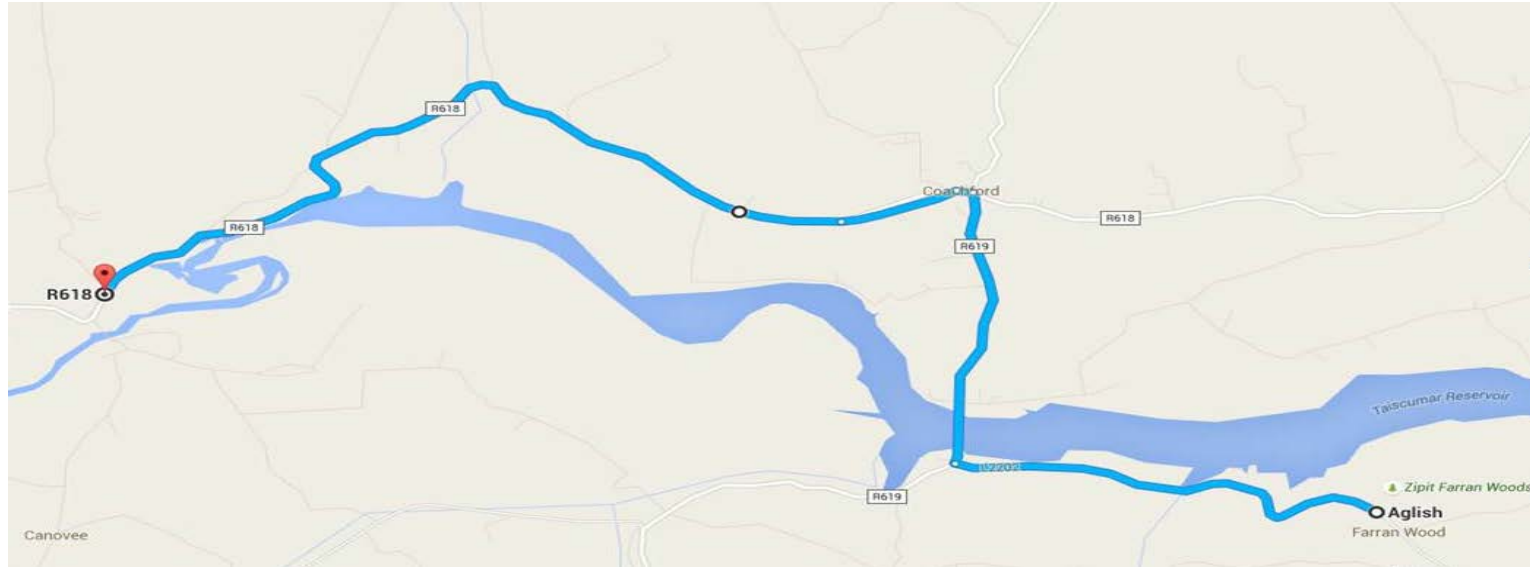 R618
Coachford
R618
R618
R619
R618
Taiscumar Reservoir
L2202
Zipit Farran Woods
R619
Aglish
Farran Wood
Canovee